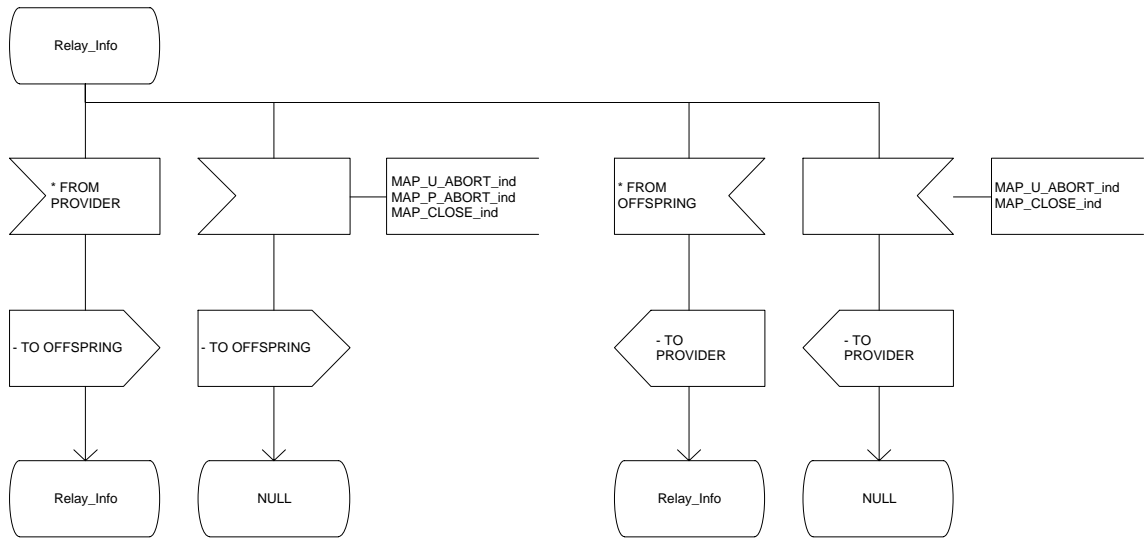 Relay_Info
* FROM
PROVIDER
MAP_U_ABORT_ind
MAP_P_ABORT_ind
MAP_CLOSE_ind
* FROM
OFFSPRING
MAP_U_ABORT_ind
MAP_CLOSE_ind
- TO OFFSPRING
- TO OFFSPRING
- TO
PROVIDER
- TO
PROVIDER
Relay_Info
NULL
Relay_Info
NULL